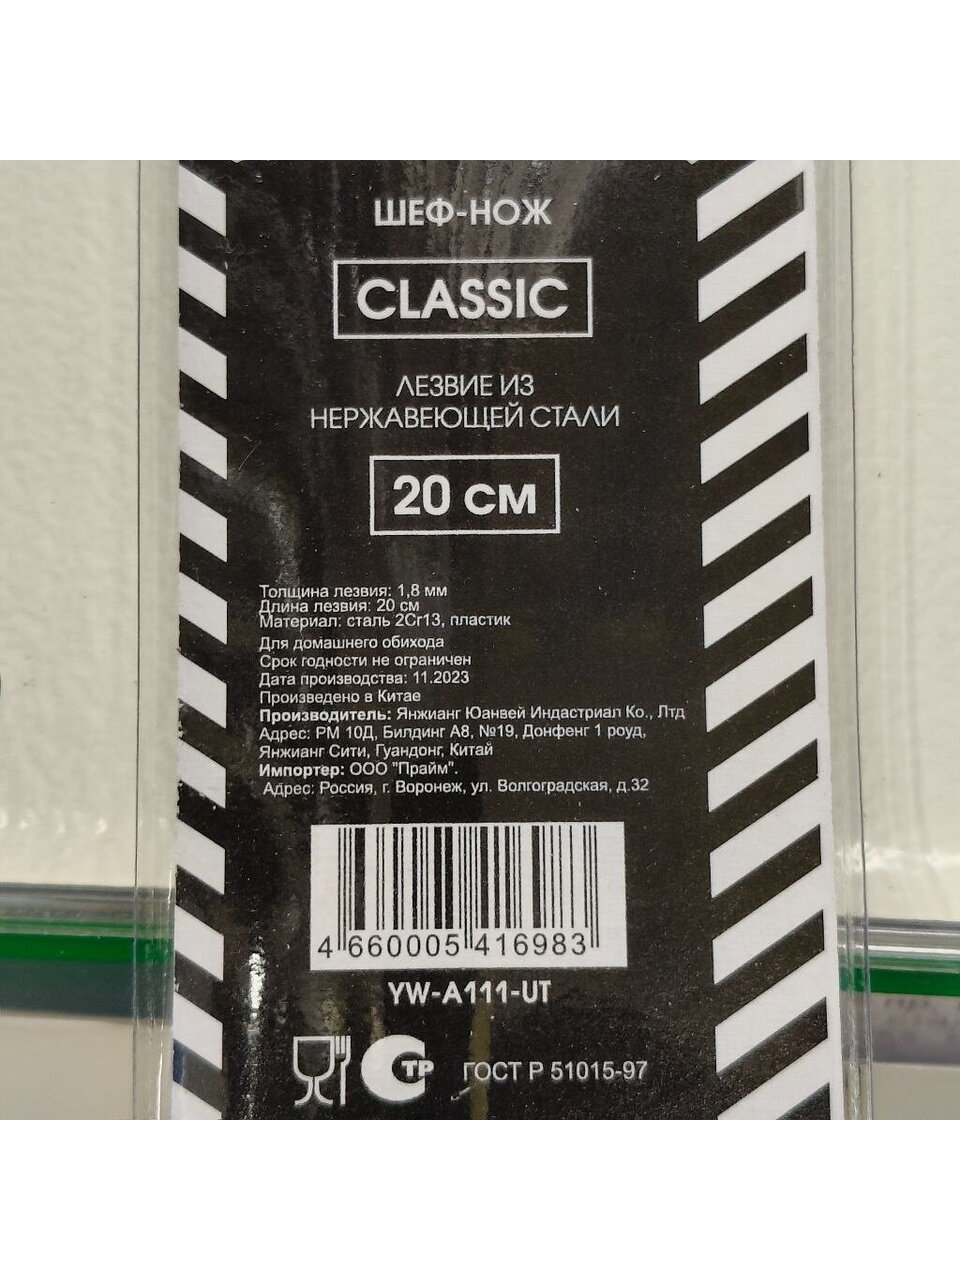 ШЕФ-НОЖ
CLASSIC
ЛЕЗВИЕ ИЗ
НЕРЖАВЕЮЩЕЙ СТАЛИ
20 СМ
Толщина лезвия: 1,8 мм
Длина лезвия: 20 см
Материал: сталь 2Cr13, пластик
Для домашнего обихода
Срок годности не ограничен
Дата производства: 11.2023
Произведено в Китае
Производитель: Янжианг Юанвей Индастриал Ко., Лтд
Адрес: РМ 10Д, Билдинг А8, №19, Донфенг 1 роуд,
Янжианг Сити, Гуандонг, Китай
Импортер: ООО "Прайм".
Адрес: Россия, г. Воронеж, ул. Волгоградская, д.32
4 660005 416983
YW-A111-UT
СТР ГОСТ Р 51015-97